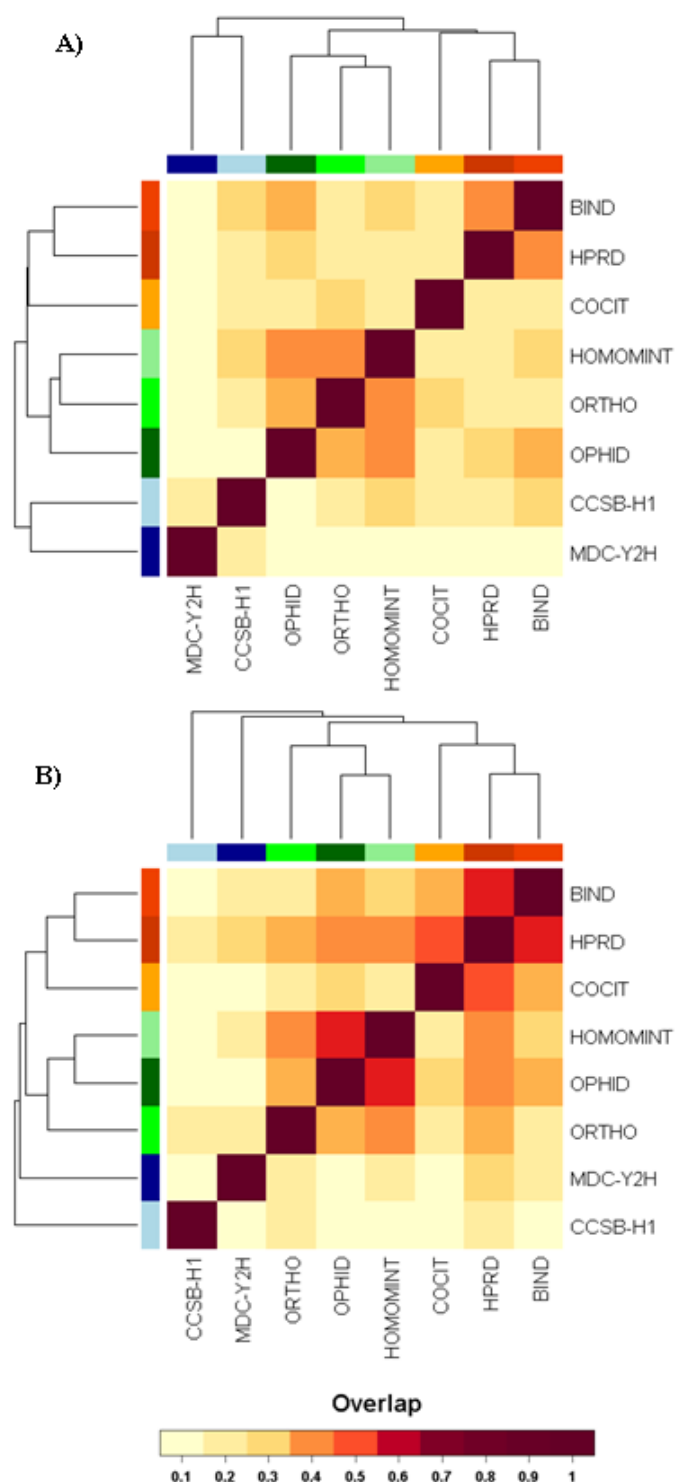 A)
BIND
HPRD
COCIT
HOMOMINT
ORTHO
OPHID
CCSB-H1
MDC-Y2H
MDC-Y2H
CCSB-H1
OPHID
ORTHO
HOMOMINT
COCIT
HPRD
BIND
B)
BIND
HPRD
COCIT
HOMOMINT
OPHID
ORTHO
MDC-Y2H
CCSB-H1
CCSB-H1
MDC-Y2H
ORTHO
OPHID
HOMOMINT
COCIT
HPRD
BIND
Overlap
0.1 0.2 0.3 0.4 0.5 0.6 0.7 0.8 0.9 1